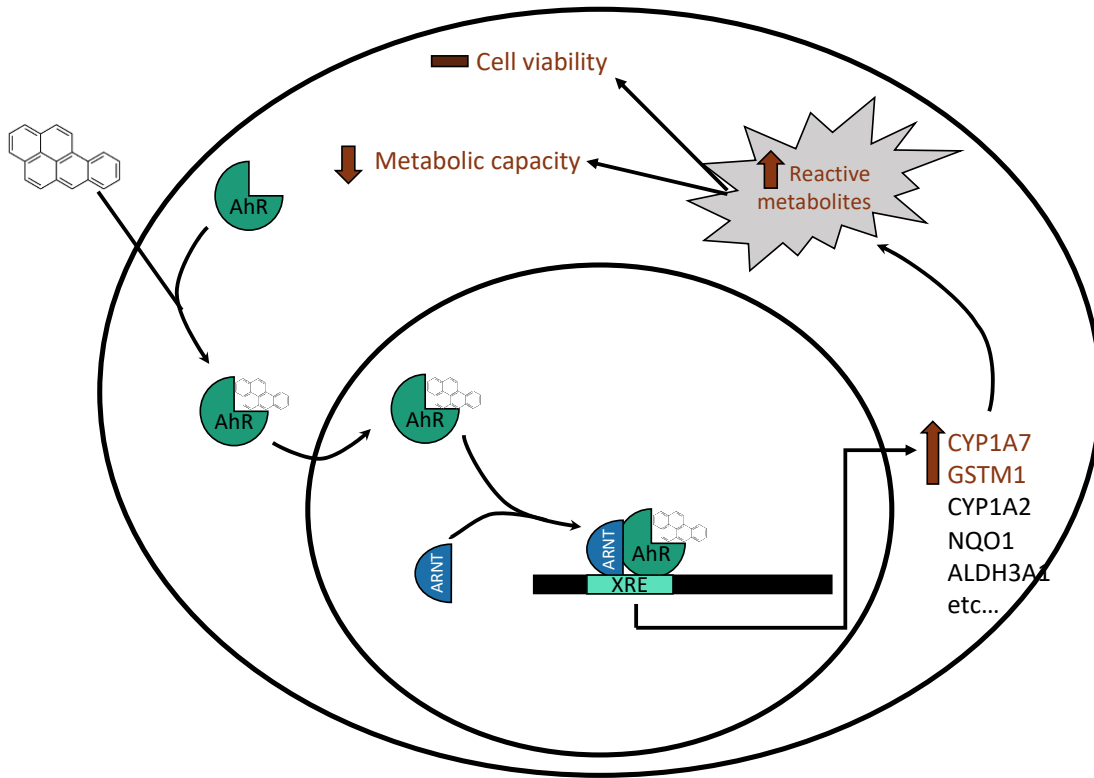 Cell viability
Metabolic capacity
Reactive
metabolites
AhR
AhR
AhR
CYP1A7
GSTM1
CYP1A2
NQO1
ALDH3A1
etc...
ARNT
AhR
ARNT
XRE